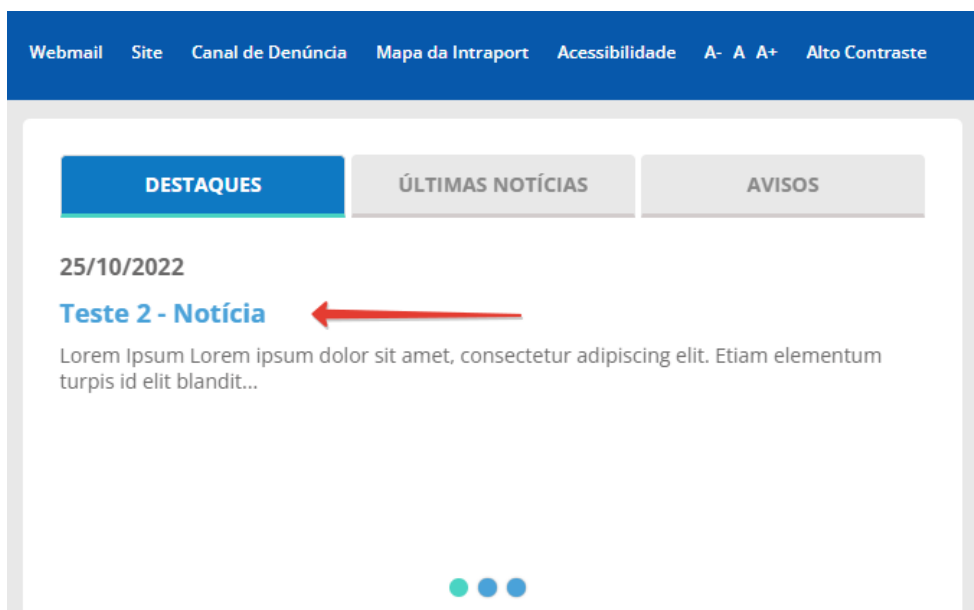 Webmail Site Canal de Denúncia Mapa da Intraport Acessibilidade A- A A+ Alto Contraste
DESTAQUES ÚLTIMAS NOTÍCIAS AVISOS
25/10/2022
Teste 2 - Notícia
Lorem Ipsum Lorem ipsum dolor sit amet, consectetur adipiscing elit. Etiam elementum
turpis id elit blandit...